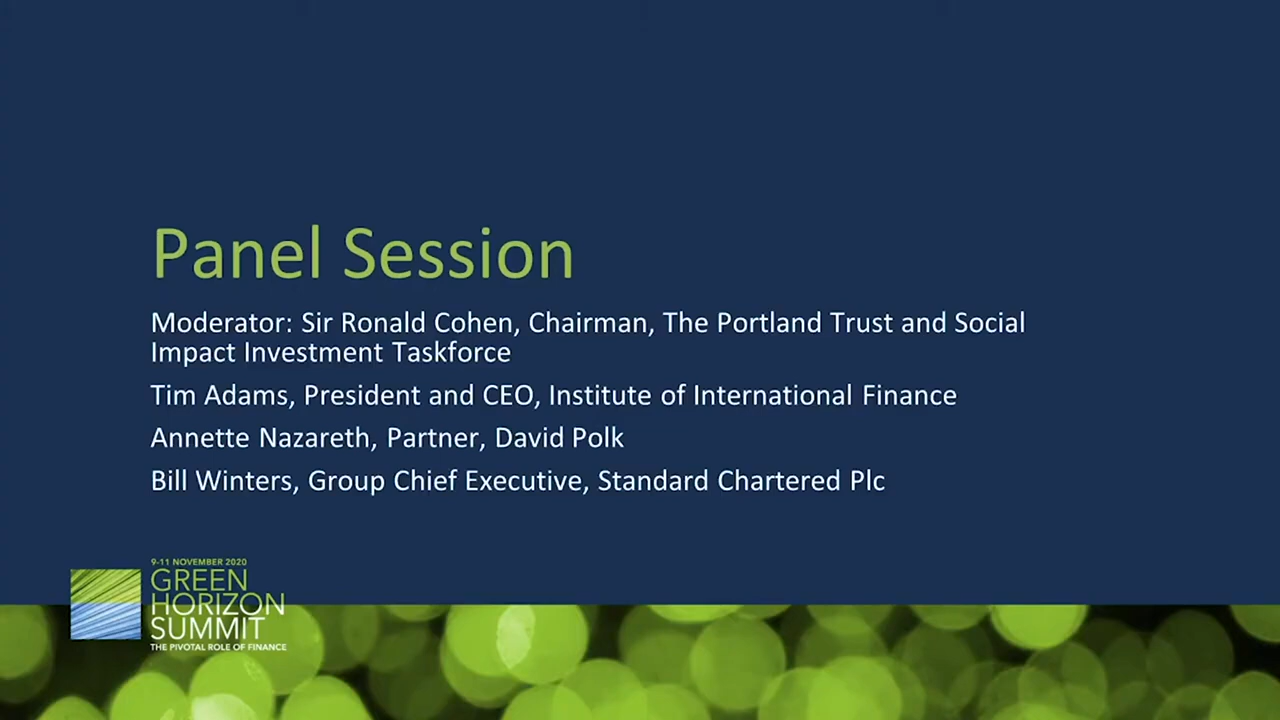 Panel Session
Moderator: Sir Ronald Cohen, Chairman, The Portland Trust and Social
Impact Investment Taskforce
Tim Adams, President and CEO, Institute of International Finance
Annette Nazareth, Partner, David Polk
Bill Winters, Group Chief Executive, Standard Chartered Plc
9-11 NOVEMBER 2020
GREEN
HORIZON
SUMMIT
THE PIVOTAL ROLE OF FINANCE